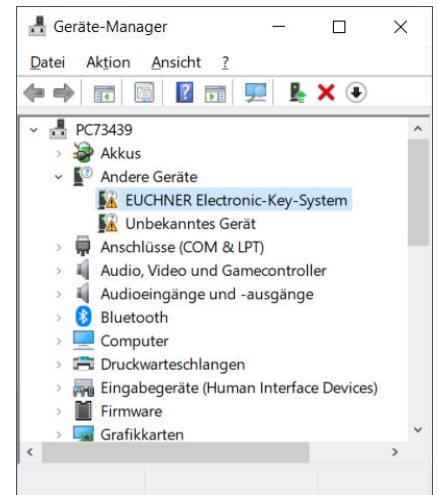 Geräte-Manager
Datei Aktion Ansicht ?
PC73439
Akkus
Andere Geräte
EUCHNER Electronic-Key-System
Unbekanntes Gerät
Anschlüsse (COM & LPT)
Audio, Video und Gamecontroller
Audioeingänge und -ausgänge
Bluetooth
Computer
Druckwarteschlangen
Eingabegeräte (Human Interface Devices)
Firmware
Grafikkarten